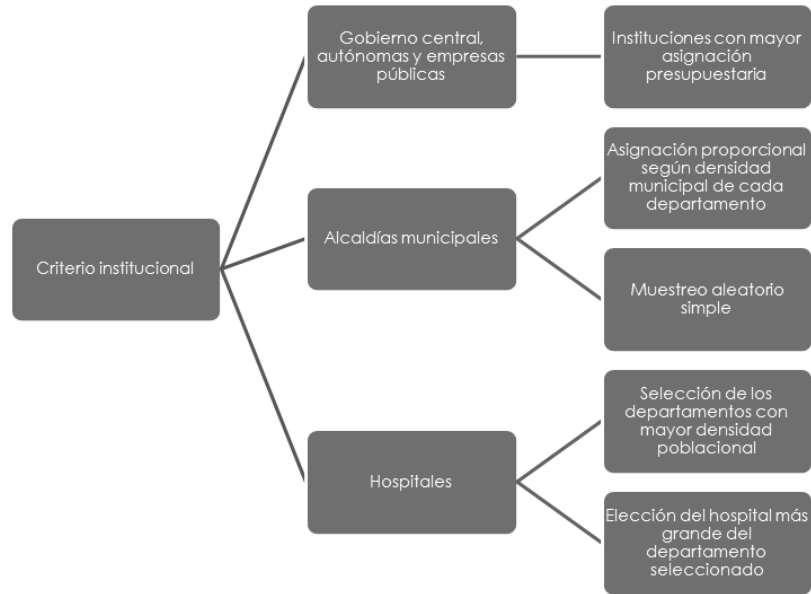 Criterio institucional
Gobierno central,
autónomas y empresas
públicas
Instituciones con mayor
asignación
presupuestaria
Alcaldías municipales
Asignación proporcional
según densidad
municipal de cada
departamento
Muestreo aleatorio
simple
Hospitales
Selección de los
departamentos con
mayor densidad
poblacional
Elección del hospital más
grande del
departamento
seleccionado